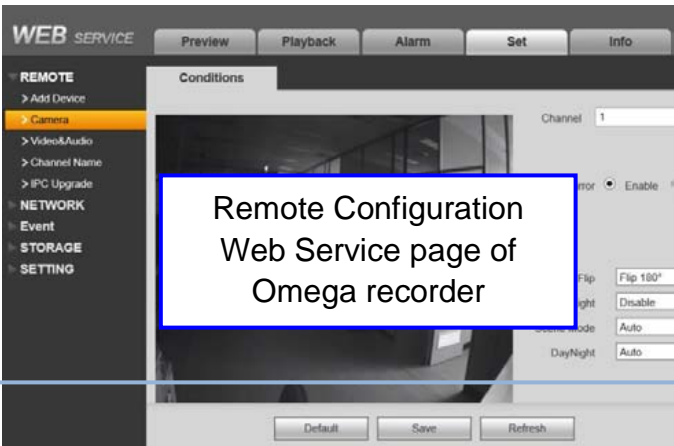 WEB SERVICE
Preview
Playback
Alarm
Set
Info
REMOTE
> Add Device
> Camera
> Video&Audio
> Channel Name
> IPC Upgrade
NETWORK
Event
STORAGE
SETTING
Conditions
Channel 1
Enable
Flip Flip 180°
Disable
Mode Auto
DayNight Auto
Remote Configuration
Web Service page of
Omega recorder
Default
Save
Refresh